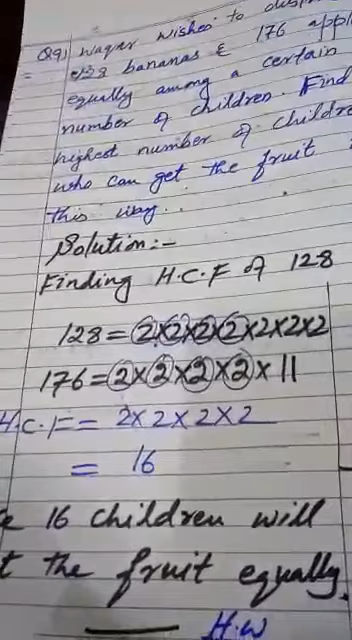 Q9) Waqar wishes to
128 bananas & 176
equally among a certain
number of children. Find
highest number of
who can get the fruit
this way..
Solution:-
Finding H.C.F of 128
128 = 2×2×2×2×2×2×2
176 = 2×2×2×2×11
H.C.F = 2×2×2×2
= 16
16 children will
the fruit equally.
H.W